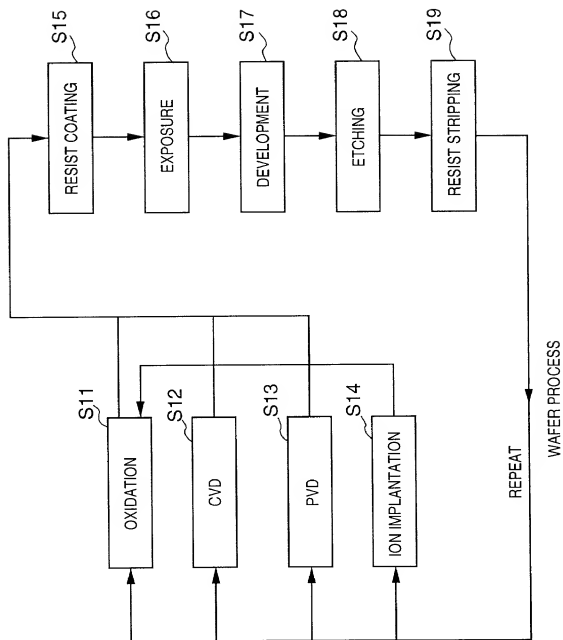 S11
OXIDATION
S12
CVD
S13
PVD
S14
ION IMPLANTATION
S15
RESIST COATING
S16
EXPOSURE
S17
DEVELOPMENT
S18
ETCHING
S19
RESIST STRIPPING
REPEAT
WAFER PROCESS